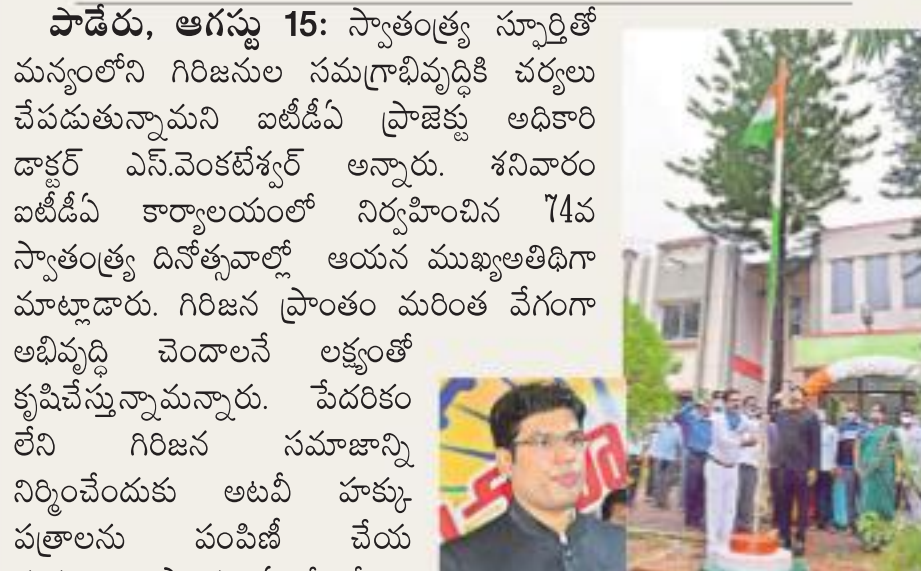 పాడేరు, ఆగస్టు 15: స్వాతంత్ర్య స్ఫూర్తితో
మన్యంలోని గిరిజనుల సమగ్రాభివృద్ధికి చర్యలు
చేపడుతున్నామని ఐటీడీఏ ప్రాజెక్టు అధికారి
డాక్టర్ ఎస్.వెంకటేశ్వర్ అన్నారు. శనివారం
ఐటీడీఏ కార్యాలయంలో నిర్వహించిన 74వ
స్వాతంత్ర్య దినోత్సవాల్లో ఆయన ముఖ్యఅతిథిగా
మాట్లాడారు. గిరిజన ప్రాంతం మరింత వేగంగా
అభివృద్ధి చెందాలనే లక్ష్యంతో
కృషిచేస్తున్నామన్నారు. పేదరికం
లేని గిరిజన సమాజాన్ని
నిర్మించేందుకు అటవీ హక్కు
పత్రాలను పంపిణీ చేయ